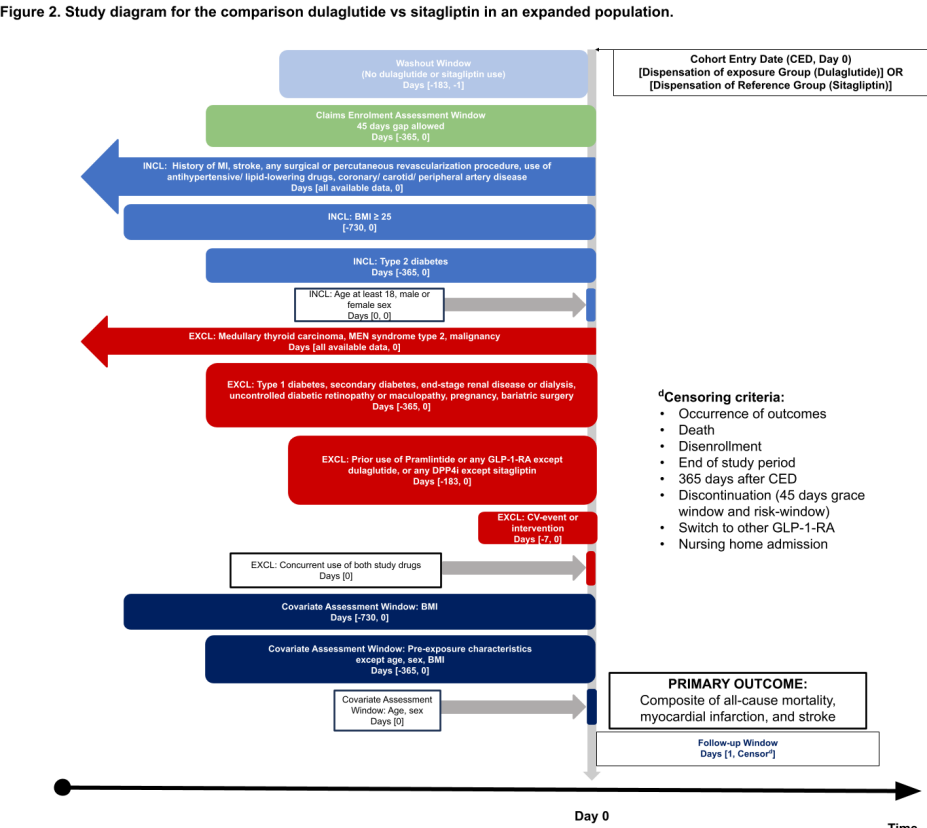 Figure 2. Study diagram for the comparison dulaglutide vs sitagliptin in an expanded population.
Washout Window
(No dulaglutide or sitagliptin use)
Days [-183, -1]
Cohort Entry Date (CED, Day 0)
[Dispensation of exposure Group (Dulaglutide)] OR
[Dispensation of Reference Group (Sitagliptin)]
Claims Enrolment Assessment Window
45 days gap allowed
Days [-365, 0]
INCL: History of MI, stroke, any surgical or percutaneous revascularization procedure, use of
antihypertensive/ lipid-lowering drugs, coronary/ carotid/ peripheral artery disease
Days [all available data, 0]
INCL: BMI ≥ 25
[-730, 0]
INCL: Type 2 diabetes
Days [-365, 0]
INCL: Age at least 18, male or
female sex
Days [0, 0]
EXCL: Medullary thyroid carcinoma, MEN syndrome type 2, malignancy
Days [all available data, 0]
EXCL: Type 1 diabetes, secondary diabetes, end-stage renal disease or dialysis,
uncontrolled diabetic retinopathy or maculopathy, pregnancy, bariatric surgery
Days [-365, 0]
EXCL: Prior use of Pramlintide or any GLP-1-RA except
dulaglutide, or any DPP4i except sitagliptin
Days [-183, 0]
EXCL: CV-event or
intervention
Days [-7, 0]
EXCL: Concurrent use of both study drugs
Days [0]
dCensoring criteria:
• Occurrence of outcomes
• Death
• Disenrollment
• End of study period
• 365 days after CED
• Discontinuation (45 days grace
window and risk-window)
• Switch to other GLP-1-RA
• Nursing home admission
Covariate Assessment Window: BMI
Days [-730, 0]
Covariate Assessment Window: Pre-exposure characteristics
except age, sex, BMI
Days [-365, 0]
Covariate Assessment
Window: Age, sex
Days [0]
PRIMARY OUTCOME:
Composite of all-cause mortality,
myocardial infarction, and stroke
Follow-up Window
Days [1, Censord]
Day 0
Time